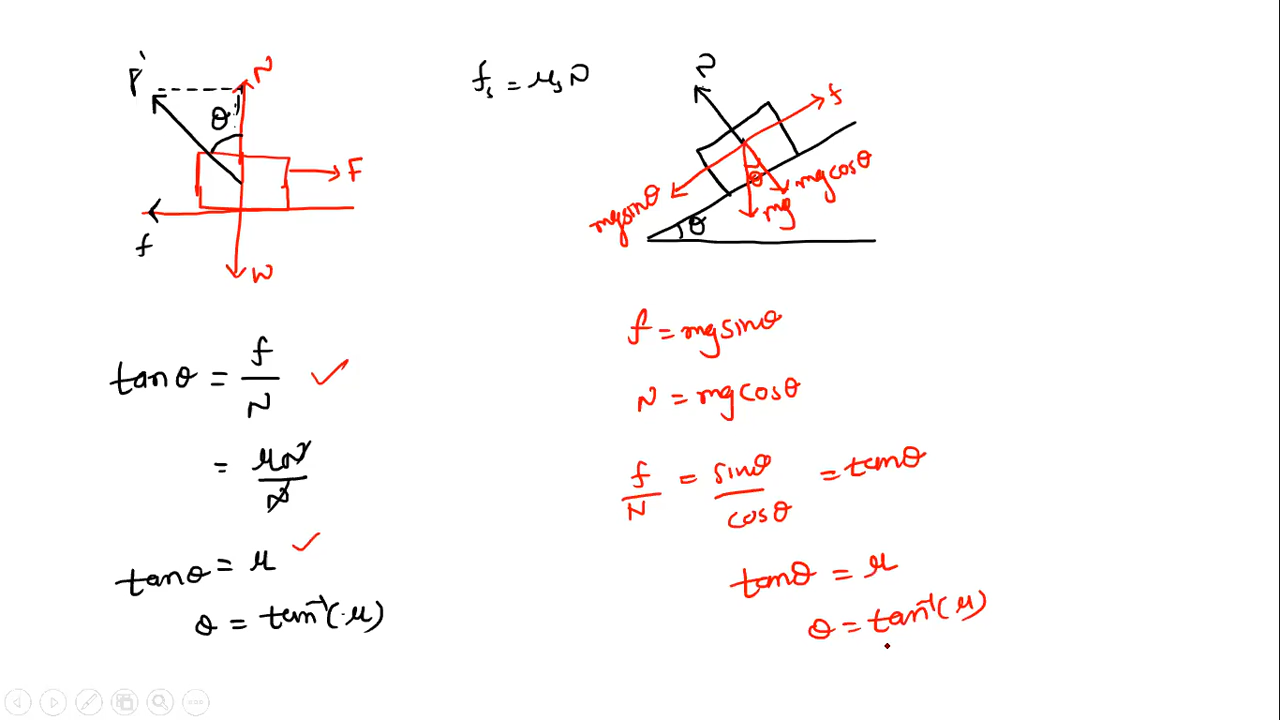 P'
N
θ
F
f
W
tanθ = f/N
= μN/N
tanθ = μ
θ = tan⁻¹(μ)
fₛ = μₛN
N
f
θ
mg cosθ
mg sinθ
mg
θ
f = mg sinθ
N = mg cosθ
f/N = sinθ/cosθ = tanθ
tanθ = μ
θ = tan⁻¹(μ)